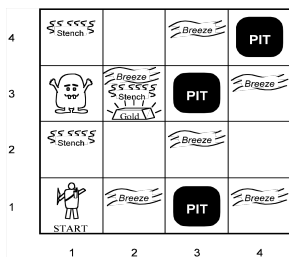 4 Stench Breeze PIT
3 Breeze Stench Gold PIT Breeze
2 Stench Breeze
1 START Breeze PIT Breeze
1 2 3 4